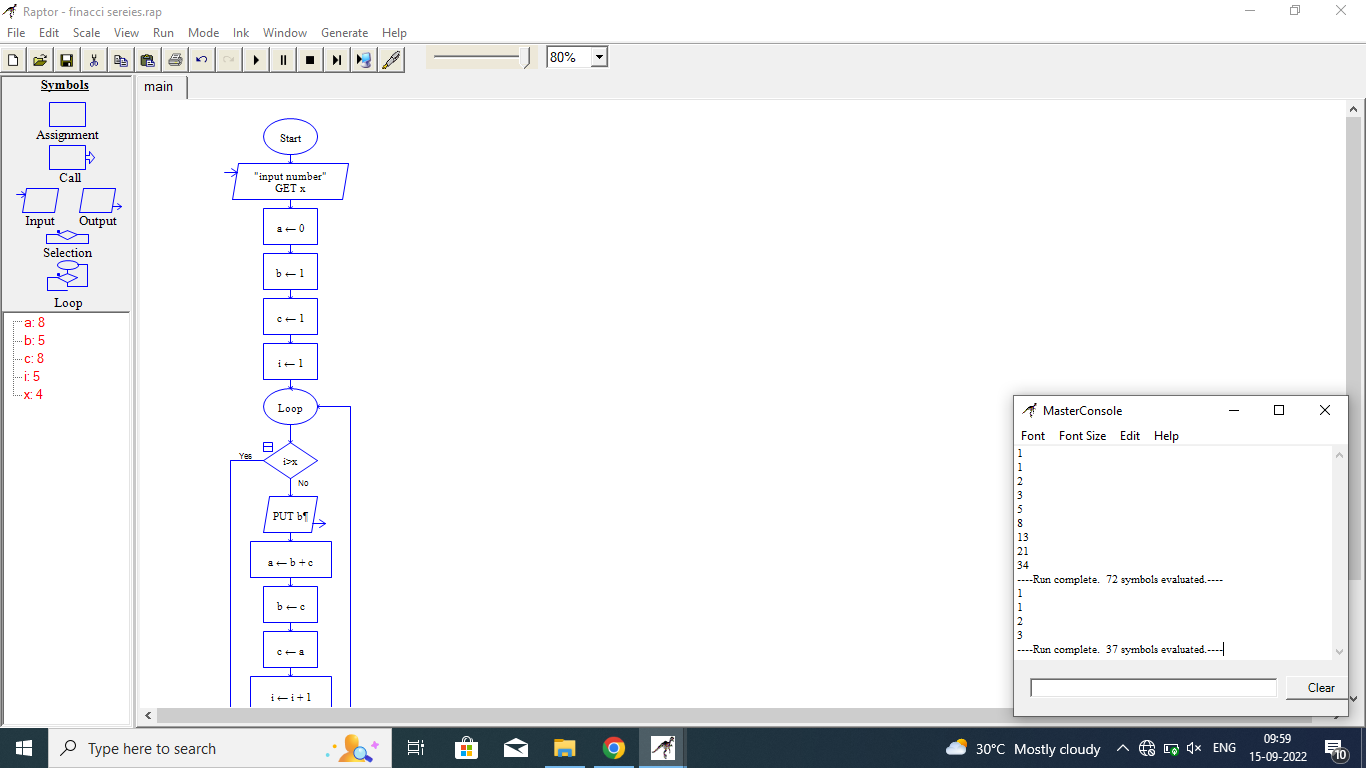 Raptor - finacci sereies.rap
File Edit Scale View Run Mode Ink Window Generate Help
80%
Symbols
main
Assignment
Call
Input Output
Selection
Loop
a: 8
b: 5
c: 8
i: 5
x: 4
Start
"input number"
GET x
a ← 0
b ← 1
c ← 1
i ← 1
Loop
Yes
i>x
No
PUT b¶
a ← b + c
b ← c
c ← a
i ← i + 1
MasterConsole
Font Font Size Edit Help
1
1
2
3
5
8
13
21
34
----Run complete. 72 symbols evaluated.----
1
1
2
3
----Run complete. 37 symbols evaluated.----
Clear
Type here to search
30°C Mostly cloudy
ENG
09:59
15-09-2022
10